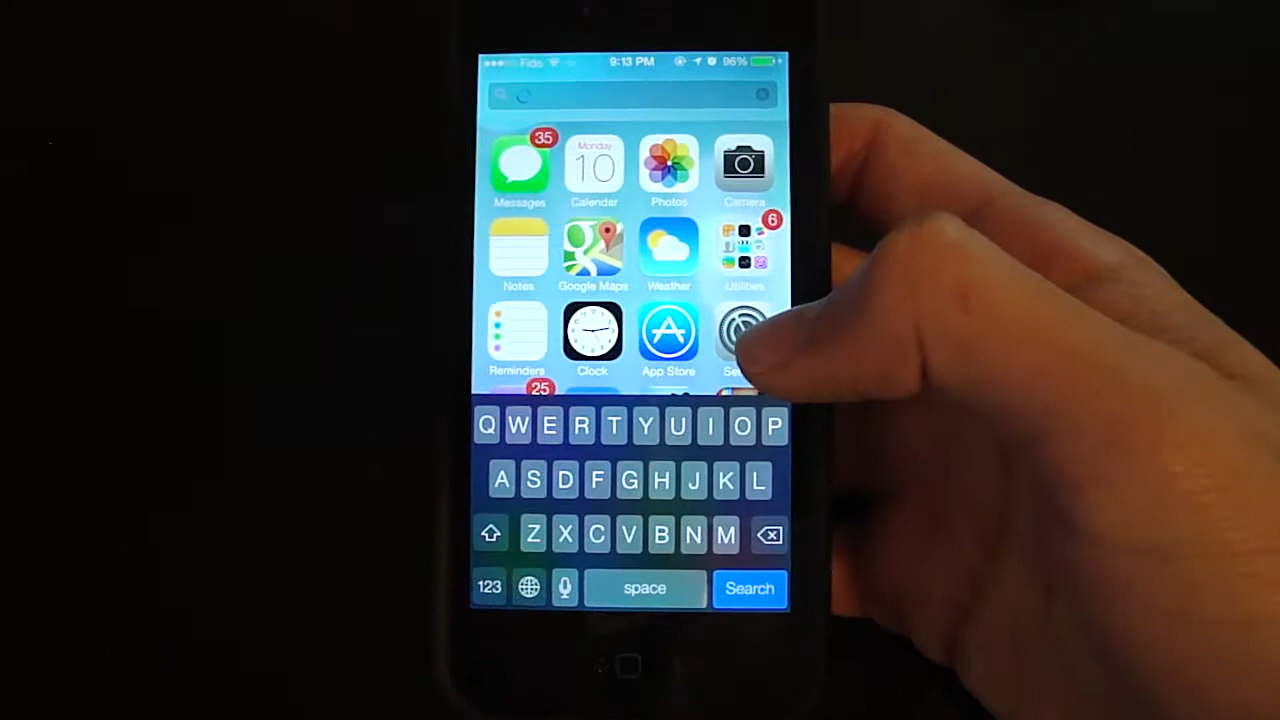 Fido 9:13 PM 96%
35
Monday
10
Messages Calendar Photos Camera
6
Notes Google Maps Weather Utilities
Reminders Clock App Store
25
Q W E R T Y U I O P
A S D F G H J K L
Z X C V B N M
123 space Search